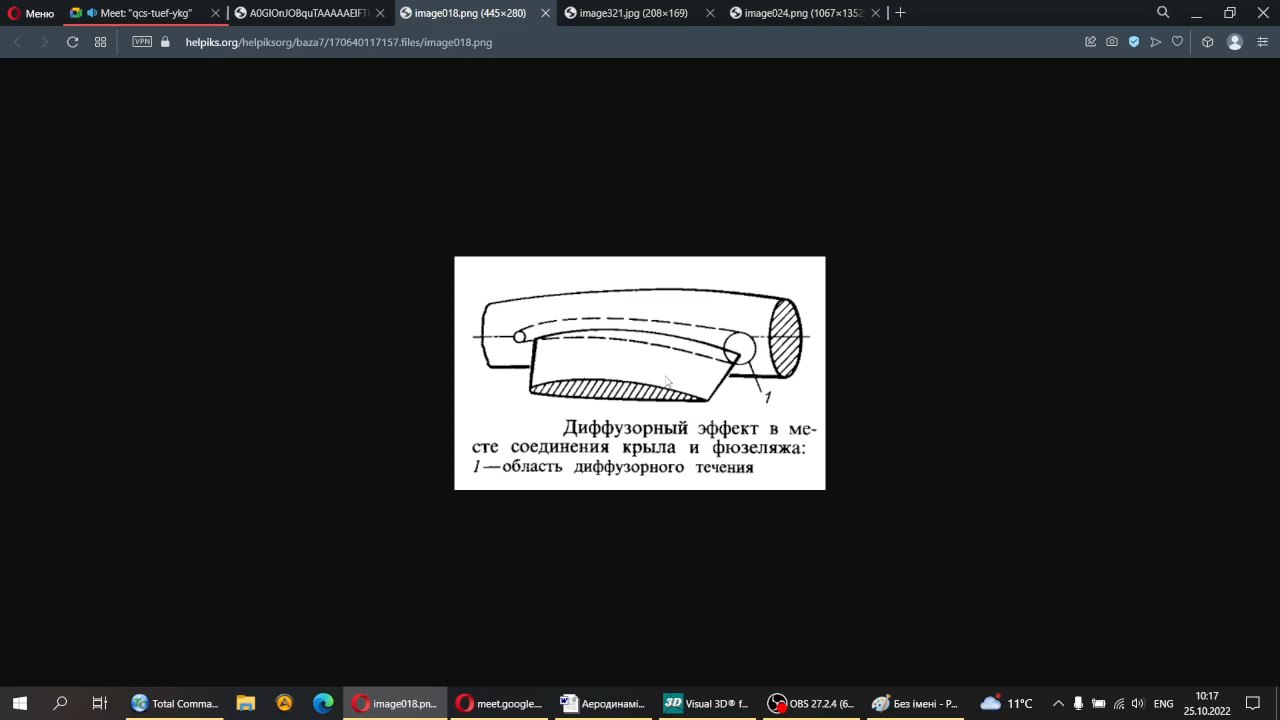 Меню
Meet: "qcs-tuef-ykg"
image018.png (445×280)
image321.jpg (208×169)
image024.png (1067×1352
VPN
helpiks.org/helpiksorg/baza7/170640117157.files/image018.png
1
Диффузорный эффект в ме-
сте соединения крыла и фюзеляжа:
1—область диффузорного течения
Total Comma...
image018.pn...
meet.google...
Аеродинамі...
3D
Visual 3D® f...
OBS 27.2.4 (6...
Без імені - P...
11°C
ENG
10:17
25.10.2022